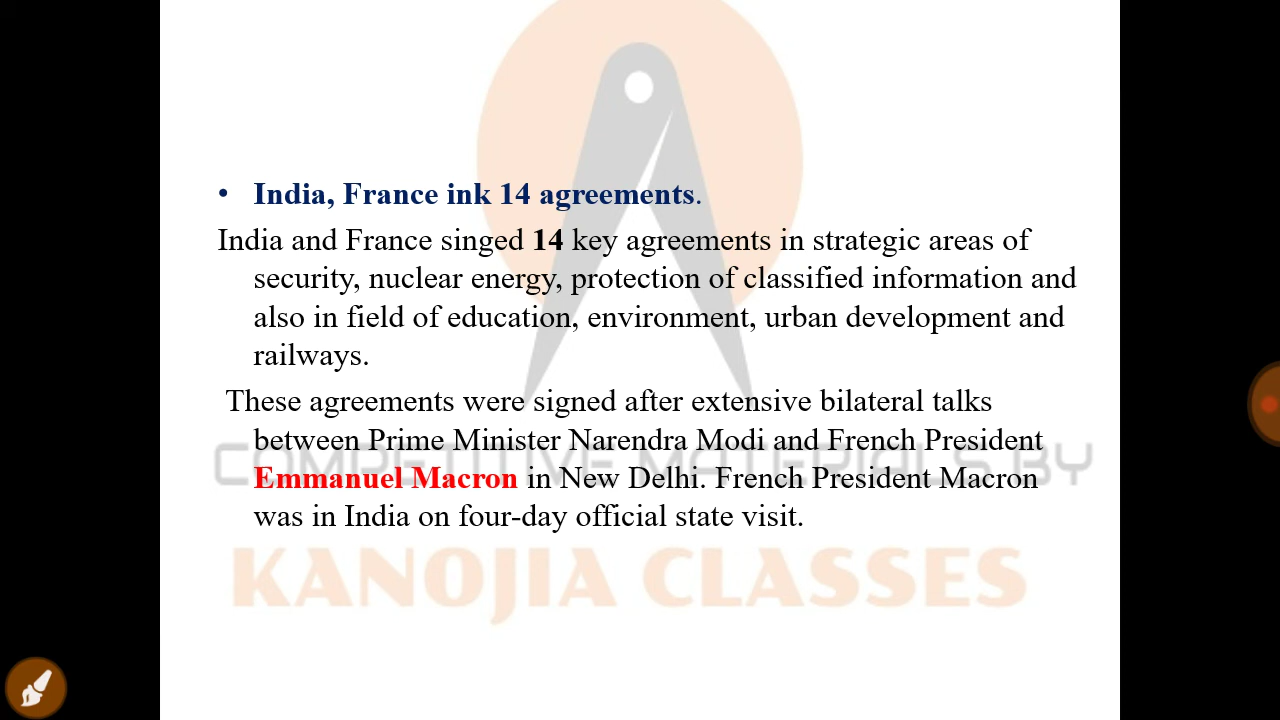 • India, France ink 14 agreements.
India and France singed 14 key agreements in strategic areas of
security, nuclear energy, protection of classified information and
also in field of education, environment, urban development and
railways.
These agreements were signed after extensive bilateral talks
between Prime Minister Narendra Modi and French President
COMPETITIVE MATERIALS BY
Emmanuel Macron in New Delhi. French President Macron
was in India on four-day official state visit.
KANOJIA CLASSES